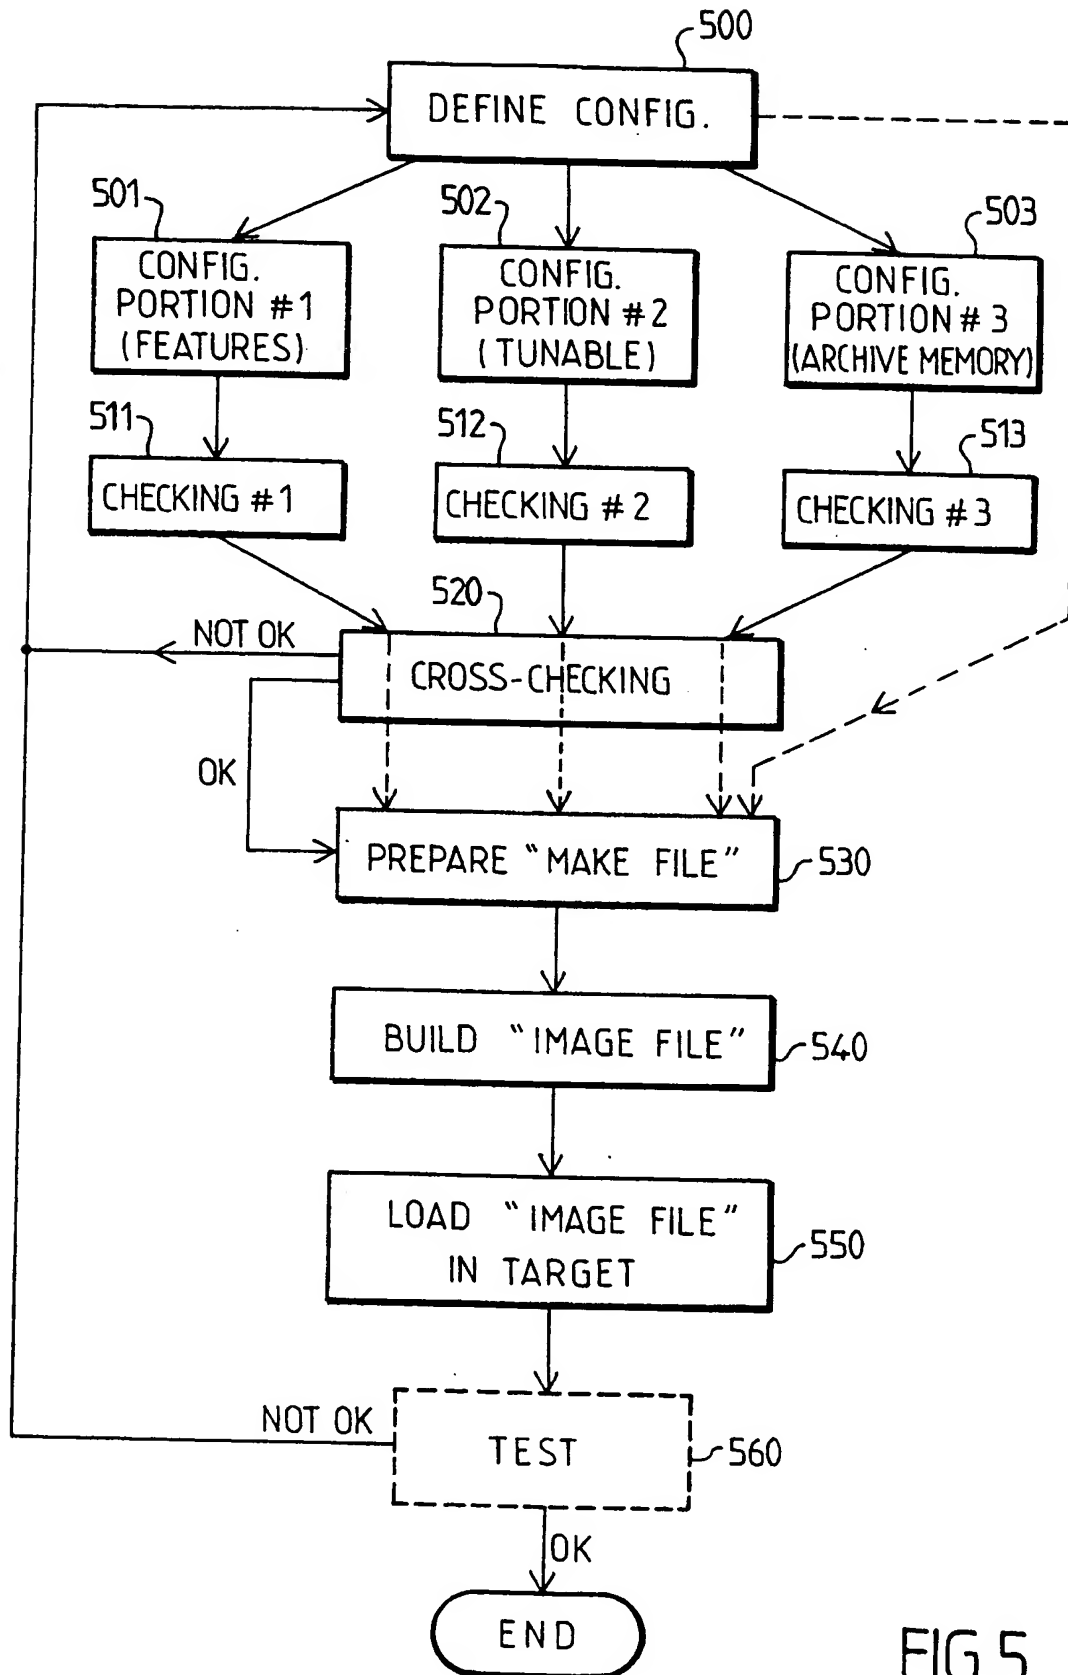 500
DEFINE CONFIG.
501
502
503
CONFIG.
PORTION #1
(FEATURES)
CONFIG.
PORTION #2
(TUNABLE)
CONFIG.
PORTION #3
(ARCHIVE MEMORY)
511
512
513
CHECKING #1
CHECKING #2
CHECKING #3
520
NOT OK
CROSS-CHECKING
OK
PREPARE "MAKE FILE"
530
BUILD "IMAGE FILE"
540
LOAD "IMAGE FILE"
IN TARGET
550
NOT OK
TEST
560
OK
END
FIG.5